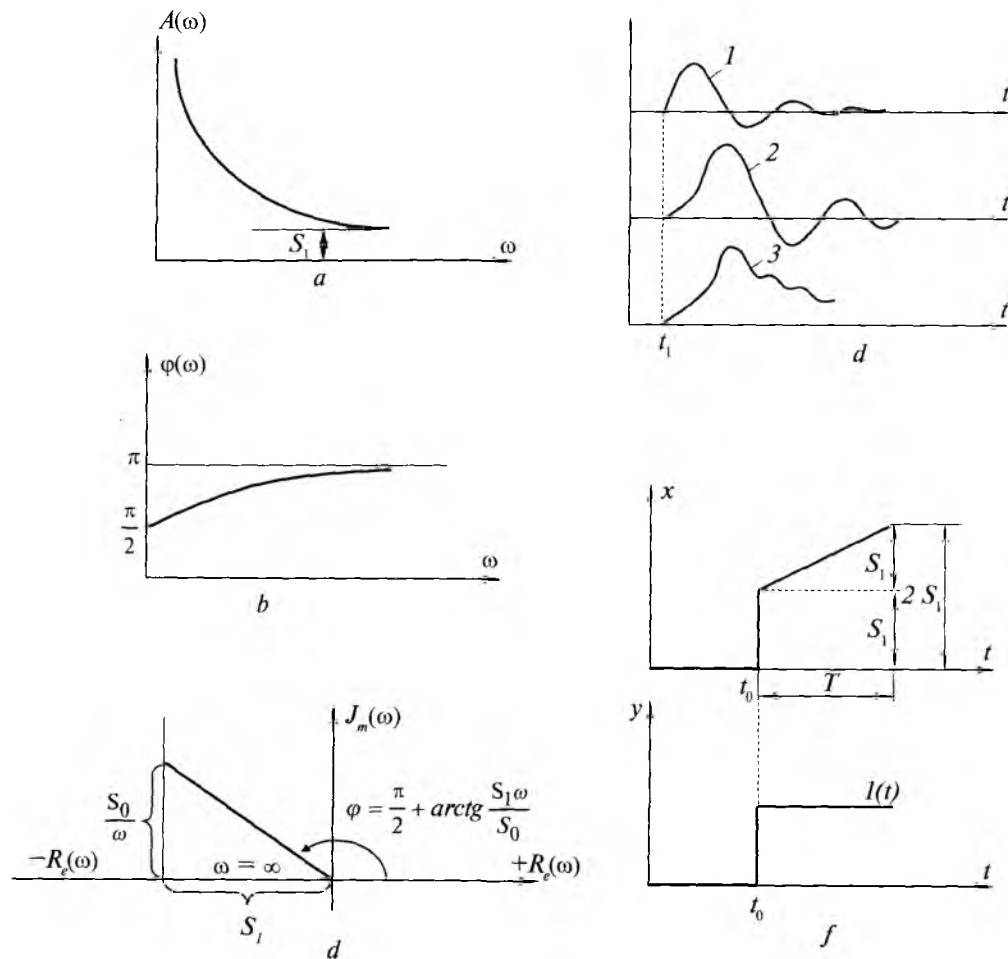 A(ω)
S₁
ω
a
φ(ω)
π
π/2
ω
b
Jₘ(ω)
S₀/ω
φ = π/2 + arctg S₁ω/S₀
−Rₑ(ω)
ω = ∞
+Rₑ(ω)
S₁
d
1
t
2
t
3
t
t₁
d
x
S₁
2 S₁
S₁
t
t₀
T
y
1(t)
t
t₀
f